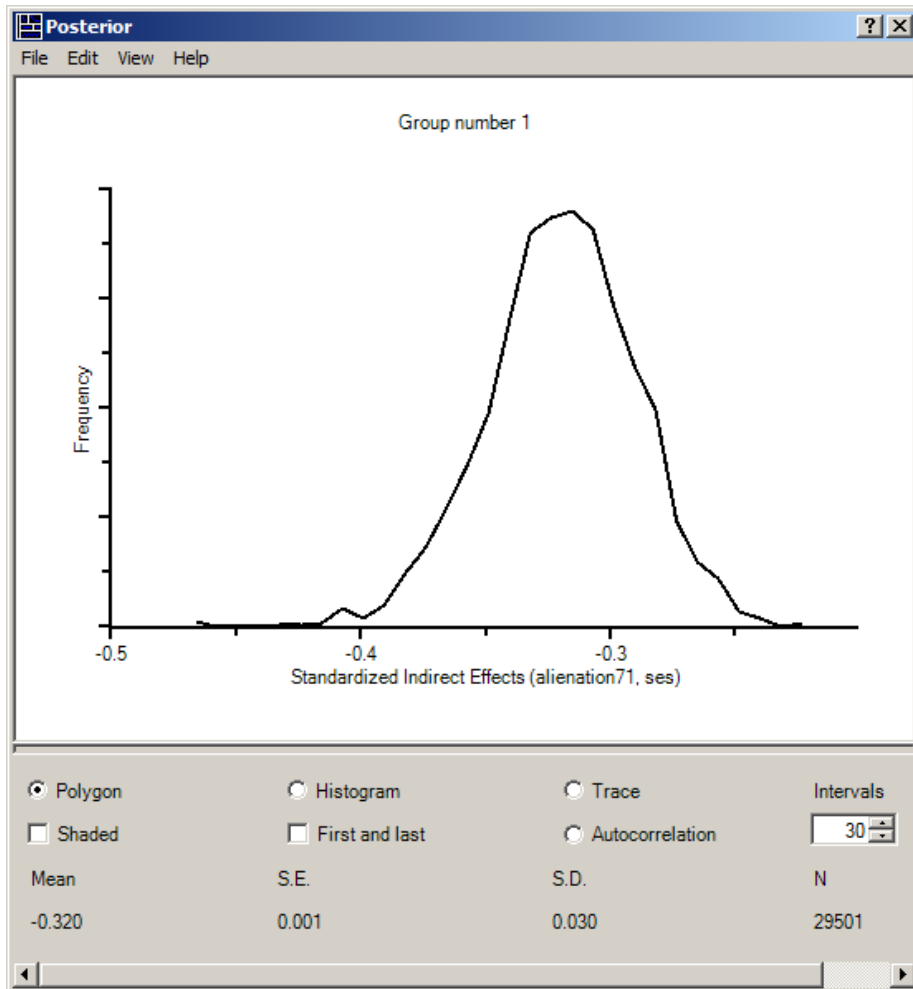 Posterior
File Edit View Help
Group number 1
Frequency
-0.5 -0.4 -0.3
Standardized Indirect Effects (alienation71, ses)
Polygon Histogram Trace Intervals
Shaded First and last Autocorrelation 30
Mean S.E. S.D. N
-0.320 0.001 0.030 29501